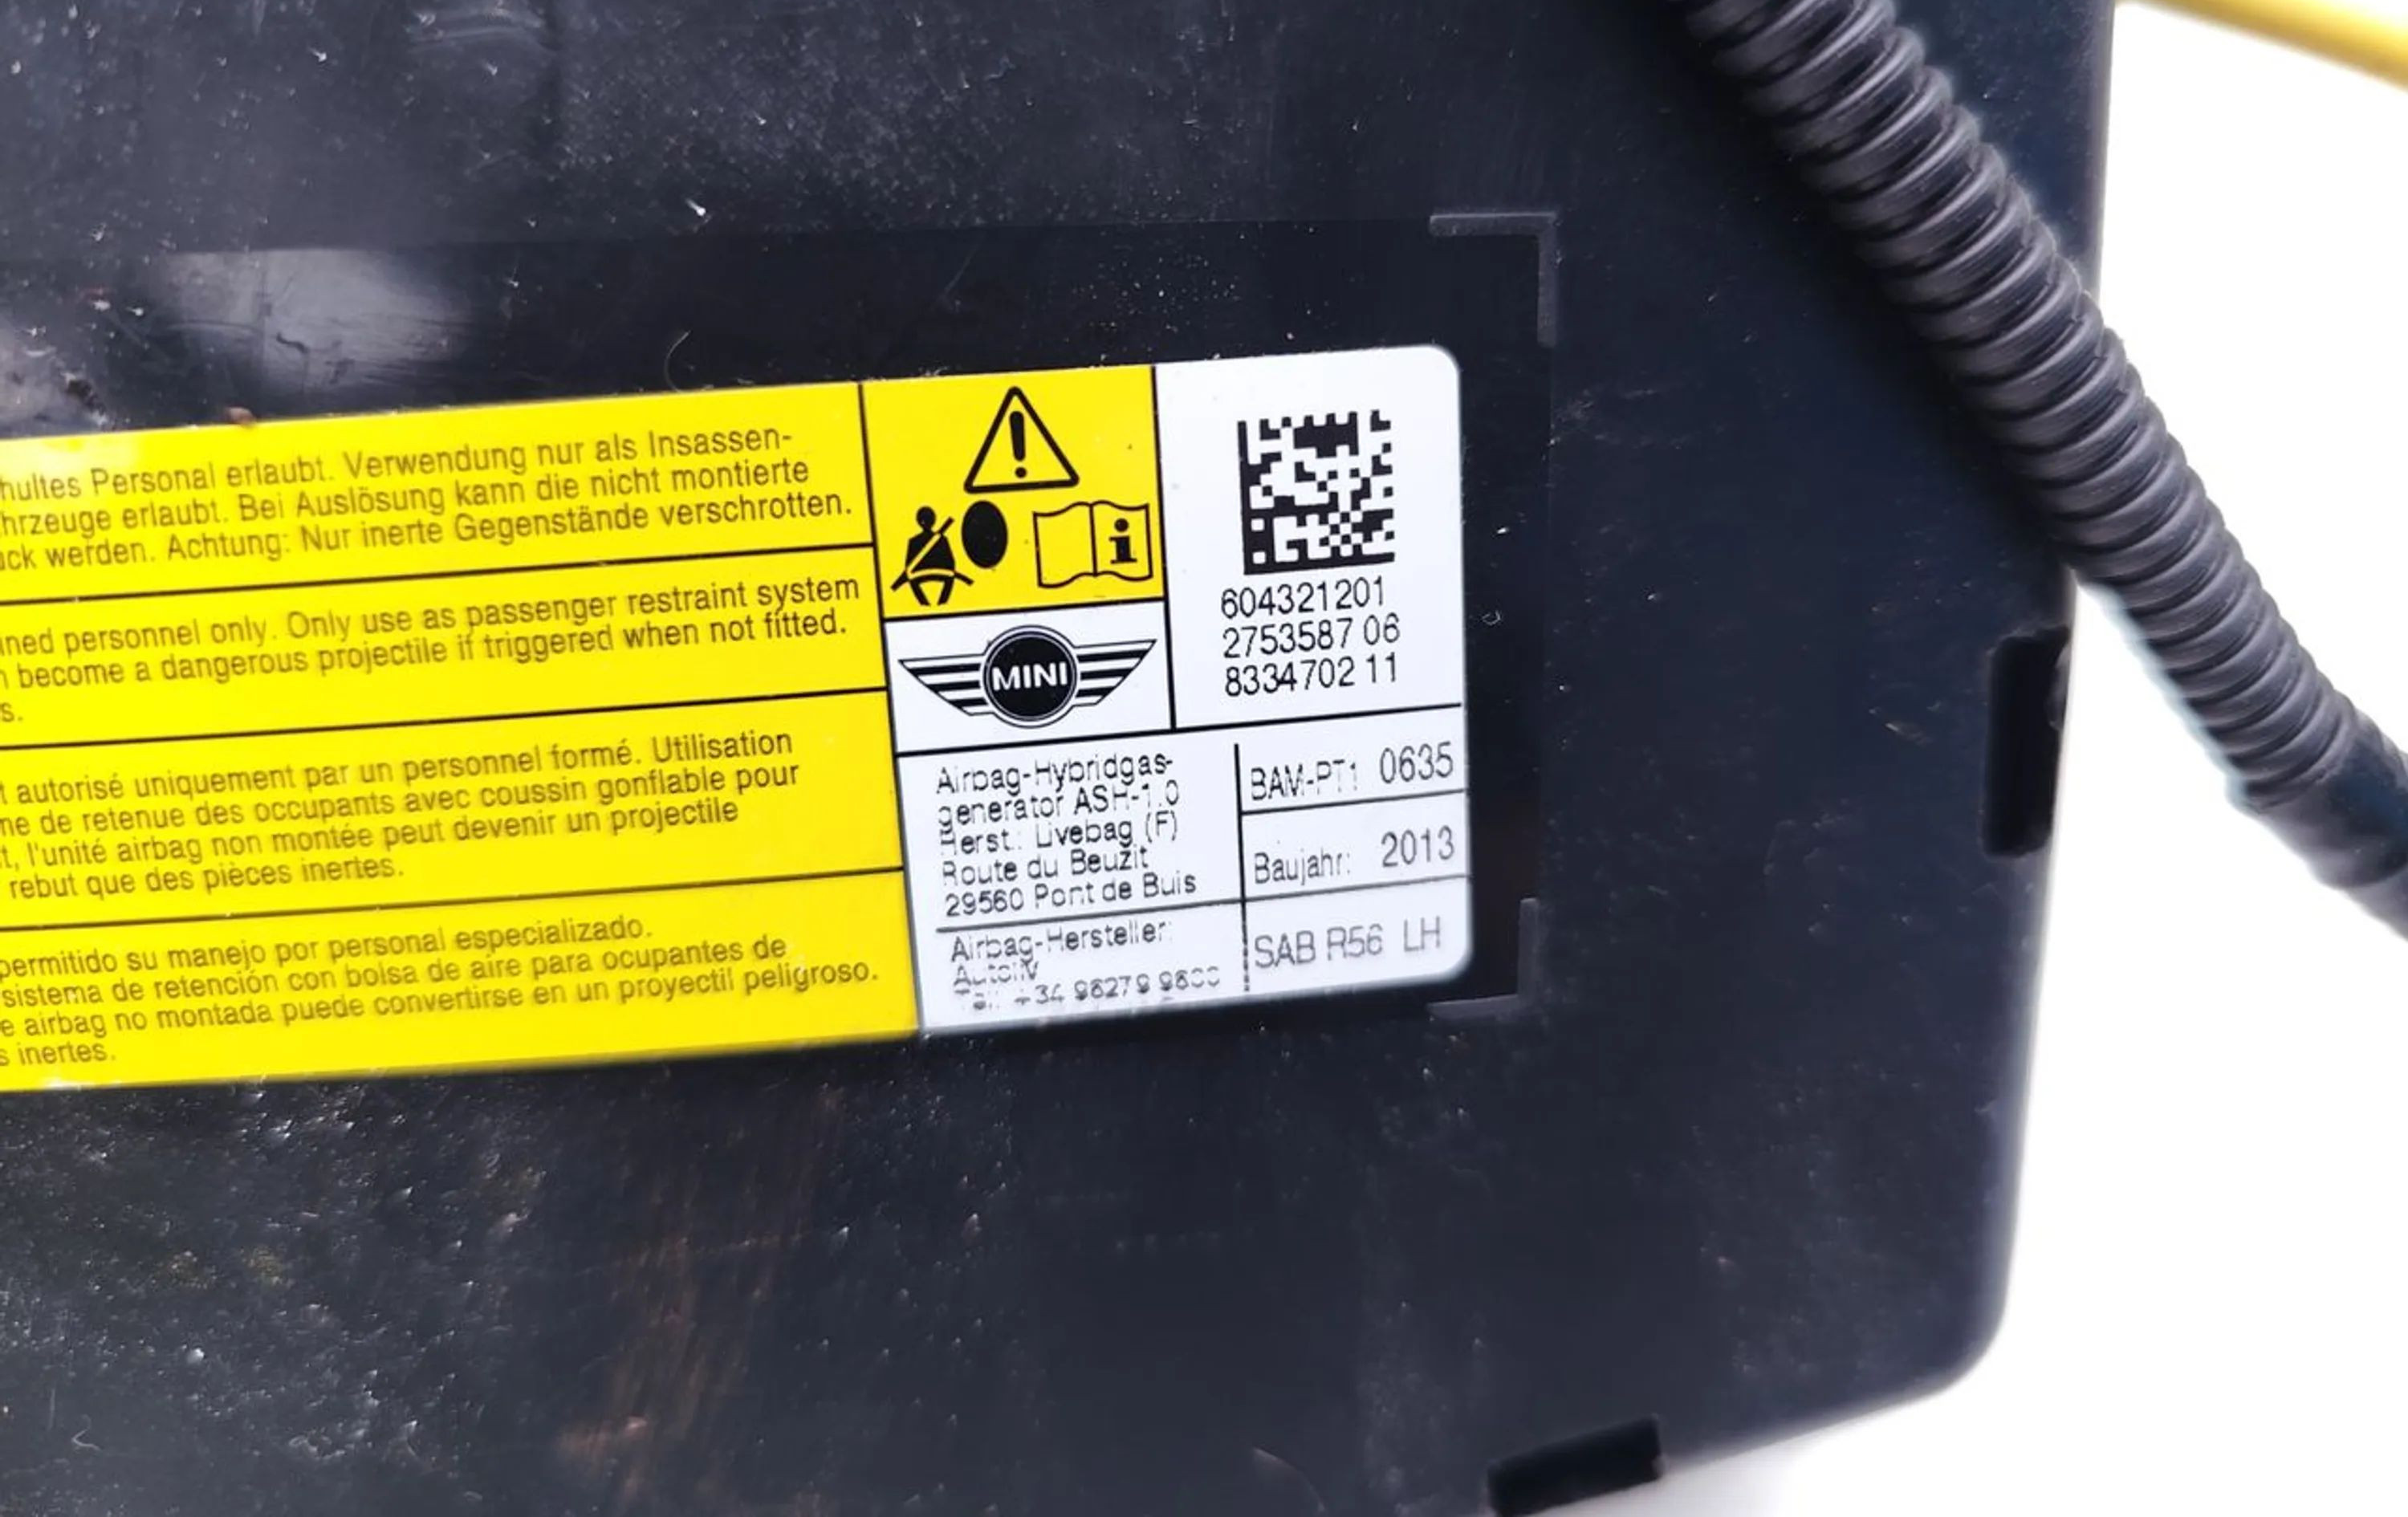 hultes Personal erlaubt. Verwendung nur als Insassen-
hrzeuge erlaubt. Bei Auslösung kann die nicht montierte
ack werden. Achtung: Nur inerte Gegenstände verschrotten.
ined personnel only. Only use as passenger restraint system
n become a dangerous projectile if triggered when not fitted.
s.
t autorisé uniquement par un personnel formé. Utilisation
me de retenue des occupants avec coussin gonflable pour
t, l'unité airbag non montée peut devenir un projectile
rebut que des pièces inertes.
permitido su manejo por personal especializado.
sistema de retención con bolsa de aire para ocupantes de
e airbag no montada puede convertirse en un proyectil peligroso.
s inertes.
MINI
604321201
2753587 06
8334702 11
Airbag-Hybridgas-
generator ASH-1.0
Herst.: Livebag (F)
Route du Beuzit
29560 Pont de Buis
Airbag-Hersteller:
Autoliv
Tel.: +34 96279
BAM-PT1 0635
Baujahr: 2013
SAB R56 LH